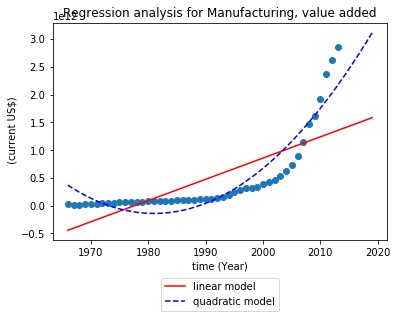 Regression analysis for Manufacturing, value added
1e12
3.0
2.5
2.0
1.5
1.0
0.5
0.0
−0.5
(current US$)
1970 1980 1990 2000 2010 2020
time (Year)
linear model
quadratic model